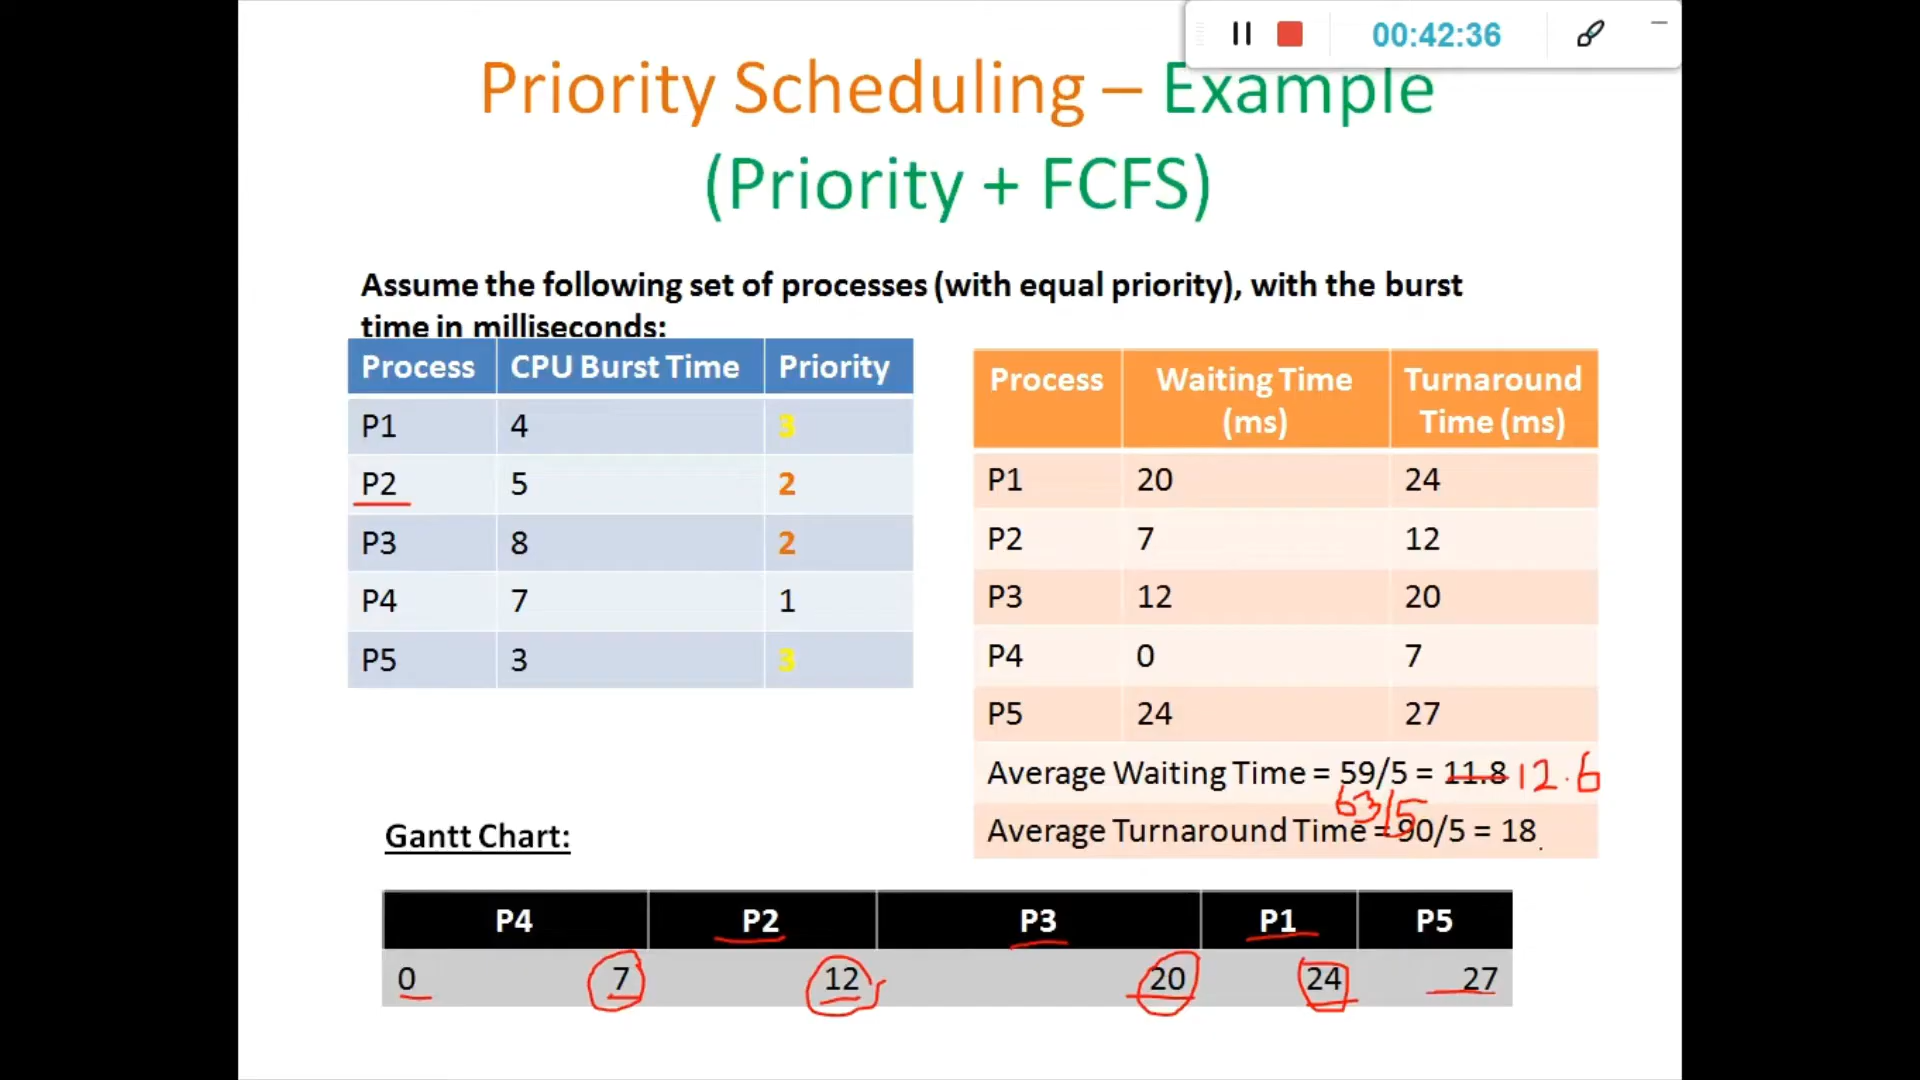 00:42:36
Priority Scheduling – Example
(Priority + FCFS)
Assume the following set of processes (with equal priority), with the burst
time in milliseconds:
Process CPU Burst Time Priority
P1 4 3
P2 5 2
P3 8 2
P4 7 1
P5 3 3
Process Waiting Time (ms) Turnaround Time (ms)
P1 20 24
P2 7 12
P3 12 20
P4 0 7
P5 24 27
Average Waiting Time = 59/5 = 11.8 12.6
63/5
Average Turnaround Time = 90/5 = 18
Gantt Chart:
P4 P2 P3 P1 P5
0 7 12 20 24 27